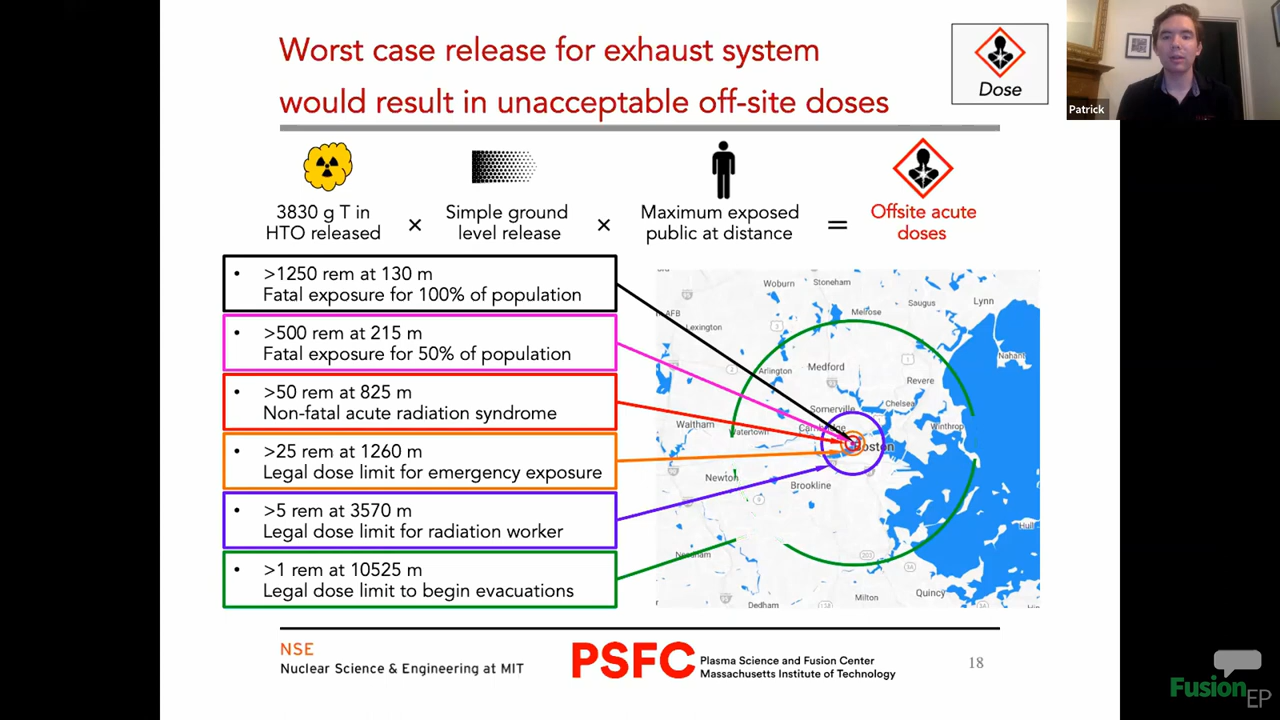 Worst case release for exhaust system
would result in unacceptable off-site doses
Dose
Patrick
3830 g T in
HTO released
×
Simple ground
level release
×
Maximum exposed
public at distance
=
Offsite acute
doses
• >1250 rem at 130 m
Fatal exposure for 100% of population
• >500 rem at 215 m
Fatal exposure for 50% of population
• >50 rem at 825 m
Non-fatal acute radiation syndrome
• >25 rem at 1260 m
Legal dose limit for emergency exposure
• >5 rem at 3570 m
Legal dose limit for radiation worker
• >1 rem at 10525 m
Legal dose limit to begin evacuations
Woburn
Stoneham
Lynn
Saugus
AFB
Melrose
Lexington
Nahant
Medford
Arlington
Revere
Chelsea
Somerville
Waltham
Watertown
Cambridge
Winthrop
Boston
Newton
Brookline
Hull
Needham
Quincy
Milton
Dedham
NSE
Nuclear Science & Engineering at MIT
PSFC
Plasma Science and Fusion Center
Massachusetts Institute of Technology
18
Fusion
EP